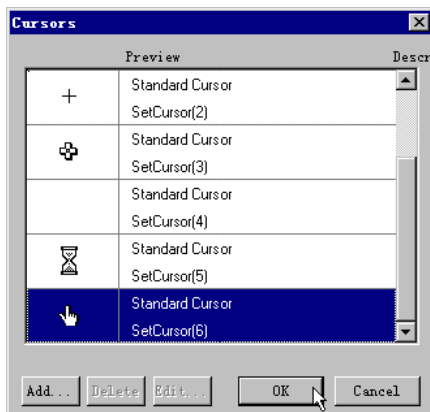 Cursors
Preview Descr
Standard Cursor
SetCursor(2)
Standard Cursor
SetCursor(3)
Standard Cursor
SetCursor(4)
Standard Cursor
SetCursor(5)
Standard Cursor
SetCursor(6)
Add... Delete Edit... OK Cancel